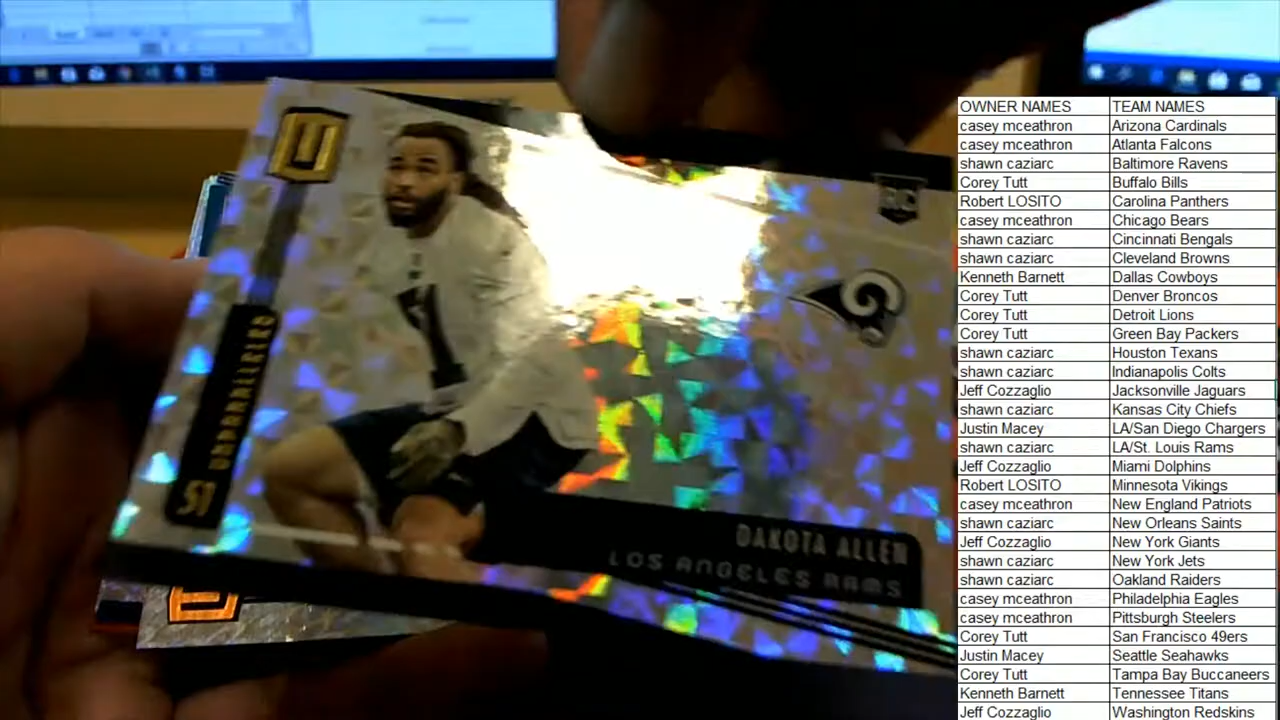 RC
UNPARALLELED
51
DAKOTA ALLEN
LOS ANGELES RAMS
OWNER NAMES TEAM NAMES
casey mceathron Arizona Cardinals
casey mceathron Atlanta Falcons
shawn caziarc Baltimore Ravens
Corey Tutt Buffalo Bills
Robert LOSITO Carolina Panthers
casey mceathron Chicago Bears
shawn caziarc Cincinnati Bengals
shawn caziarc Cleveland Browns
Kenneth Barnett Dallas Cowboys
Corey Tutt Denver Broncos
Corey Tutt Detroit Lions
Corey Tutt Green Bay Packers
shawn caziarc Houston Texans
shawn caziarc Indianapolis Colts
Jeff Cozzaglio Jacksonville Jaguars
shawn caziarc Kansas City Chiefs
Justin Macey LA/San Diego Chargers
shawn caziarc LA/St. Louis Rams
Jeff Cozzaglio Miami Dolphins
Robert LOSITO Minnesota Vikings
casey mceathron New England Patriots
shawn caziarc New Orleans Saints
Jeff Cozzaglio New York Giants
shawn caziarc New York Jets
shawn caziarc Oakland Raiders
casey mceathron Philadelphia Eagles
casey mceathron Pittsburgh Steelers
Corey Tutt San Francisco 49ers
Justin Macey Seattle Seahawks
Corey Tutt Tampa Bay Buccaneers
Kenneth Barnett Tennessee Titans
Jeff Cozzaglio Washington Redskins